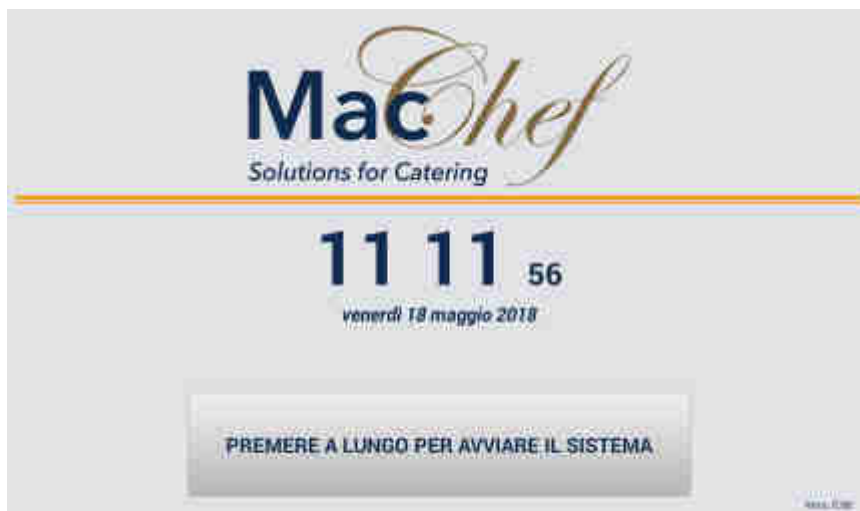 MacChef
Solutions for Catering
11 11 56
venerdì 18 maggio 2018
PREMERE A LUNGO PER AVVIARE IL SISTEMA